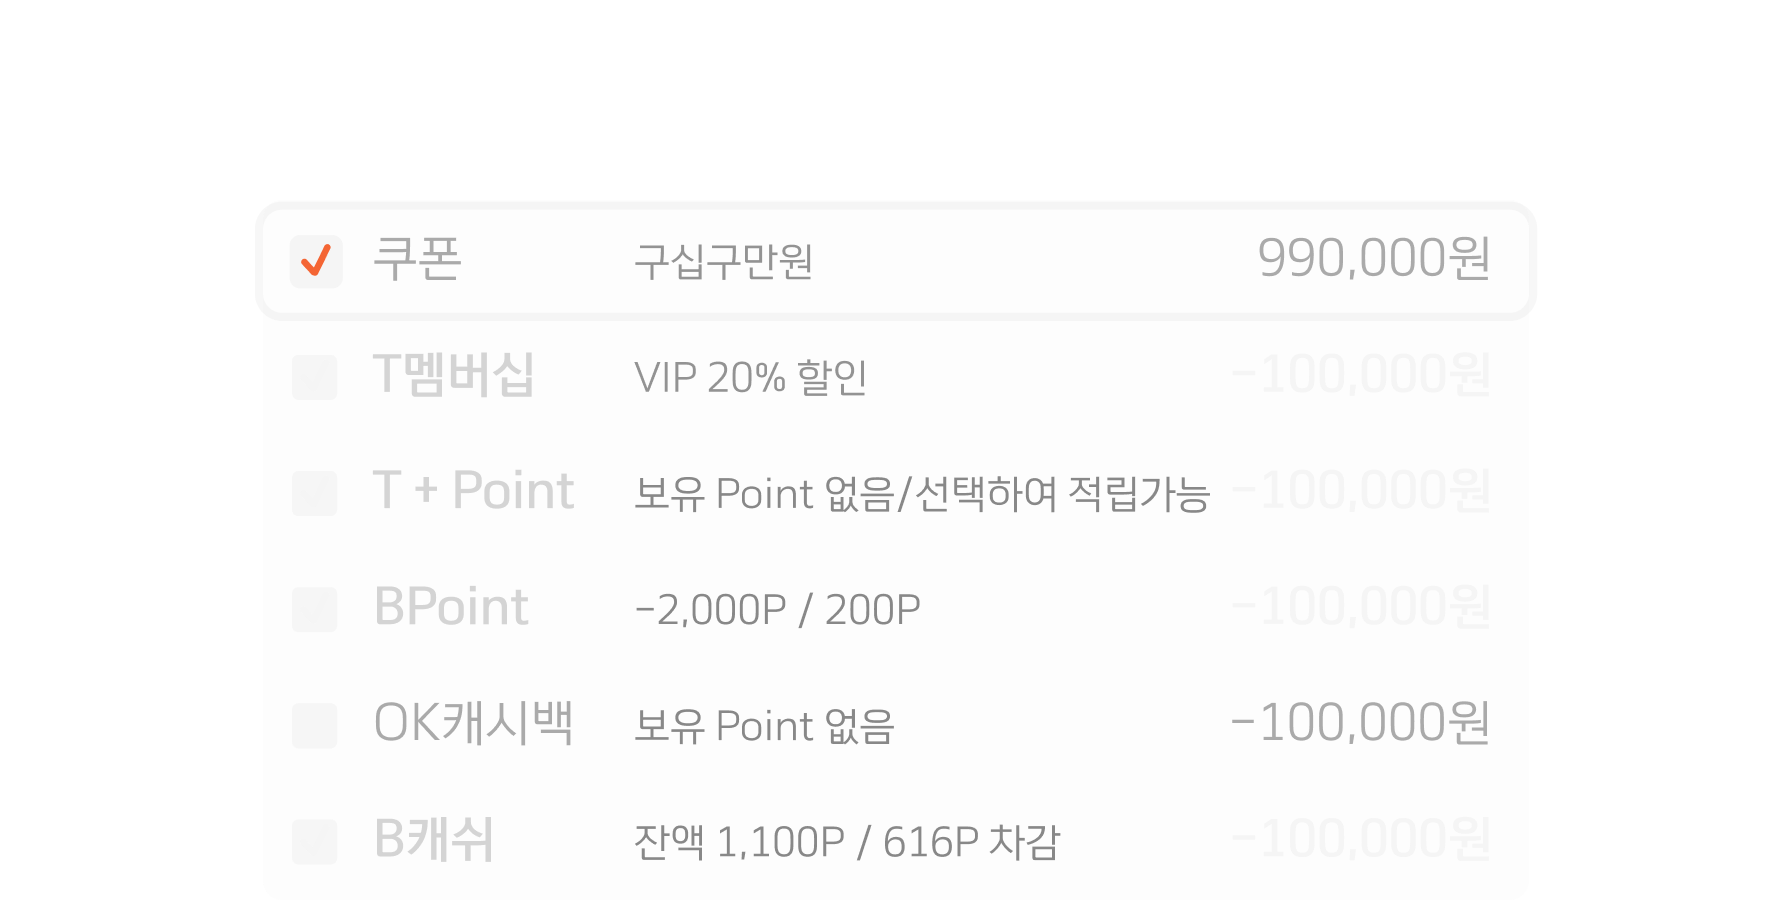 쿠폰 구십구만원 990,000원
T멤버십 VIP 20% 할인 -100,000원
T + Point 보유 Point 없음/선택하여 적립가능 -100,000원
BPoint -2,000P / 200P -100,000원
OK캐시백 보유 Point 없음 -100,000원
B캐쉬 잔액 1,100P / 616P 차감 -100,000원